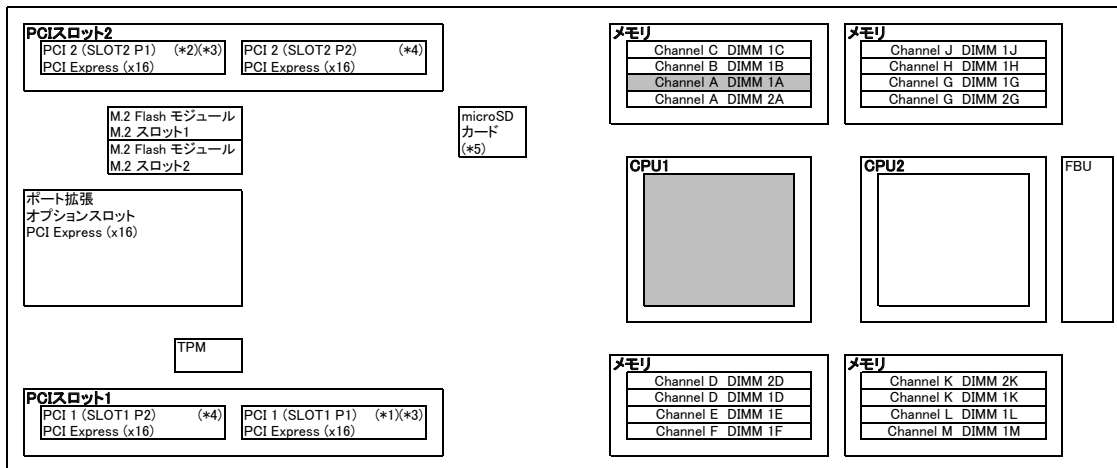 PCIスロット2
PCI 2 (SLOT2 P1) (*2)(*3)
PCI Express (x16)
PCI 2 (SLOT2 P2) (*4)
PCI Express (x16)
メモリ
Channel C DIMM 1C
Channel B DIMM 1B
Channel A DIMM 1A
Channel A DIMM 2A
メモリ
Channel J DIMM 1J
Channel H DIMM 1H
Channel G DIMM 1G
Channel G DIMM 2G
M.2 Flash モジュール
M.2 スロット1
M.2 Flash モジュール
M.2 スロット2
microSD
カード
(*5)
CPU1
CPU2
FBU
ポート拡張
オプションスロット
PCI Express (x16)
TPM
PCIスロット1
PCI 1 (SLOT1 P2) (*4)
PCI Express (x16)
PCI 1 (SLOT1 P1) (*1)(*3)
PCI Express (x16)
メモリ
Channel D DIMM 2D
Channel D DIMM 1D
Channel E DIMM 1E
Channel F DIMM 1F
メモリ
Channel K DIMM 2K
Channel K DIMM 1K
Channel L DIMM 1L
Channel M DIMM 1M